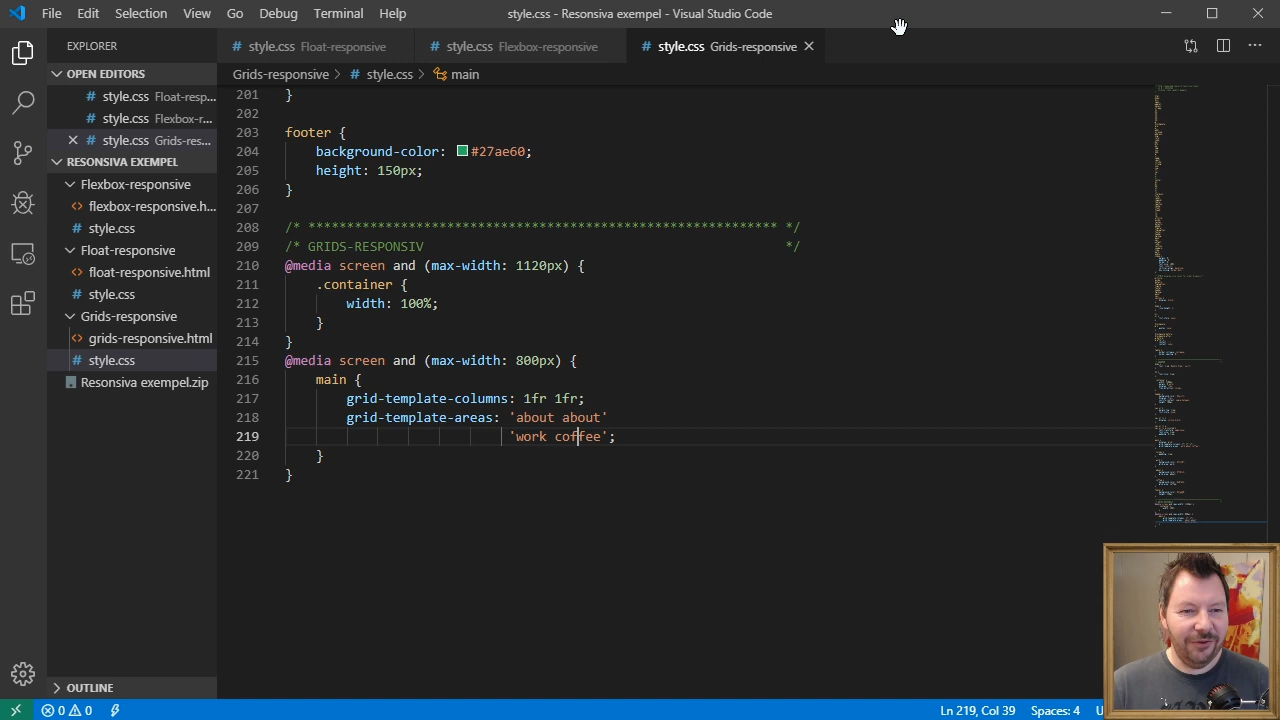 File Edit Selection View Go Debug Terminal Help
style.css - Resonsiva exempel - Visual Studio Code
EXPLORER
OPEN EDITORS
# style.css Float-resp...
# style.css Flexbox-r...
# style.css Grids-res...
RESONSIVA EXEMPEL
Flexbox-responsive
<> flexbox-responsive.h...
# style.css
Float-responsive
<> float-responsive.html
# style.css
Grids-responsive
<> grids-responsive.html
# style.css
Resonsiva exempel.zip
OUTLINE
# style.css Float-responsive
# style.css Flexbox-responsive
# style.css Grids-responsive
Grids-responsive > # style.css > main
201 }
202
203 footer {
204 background-color: #27ae60;
205 height: 150px;
206 }
207
208 /* ************************************************************* */
209 /* GRIDS-RESPONSIV */
210 @media screen and (max-width: 1120px) {
211 .container {
212 width: 100%;
213 }
214 }
215 @media screen and (max-width: 800px) {
216 main {
217 grid-template-columns: 1fr 1fr;
218 grid-template-areas: 'about about'
219 'work coffee';
220 }
221 }
0 0
Ln 219, Col 39 Spaces: 4